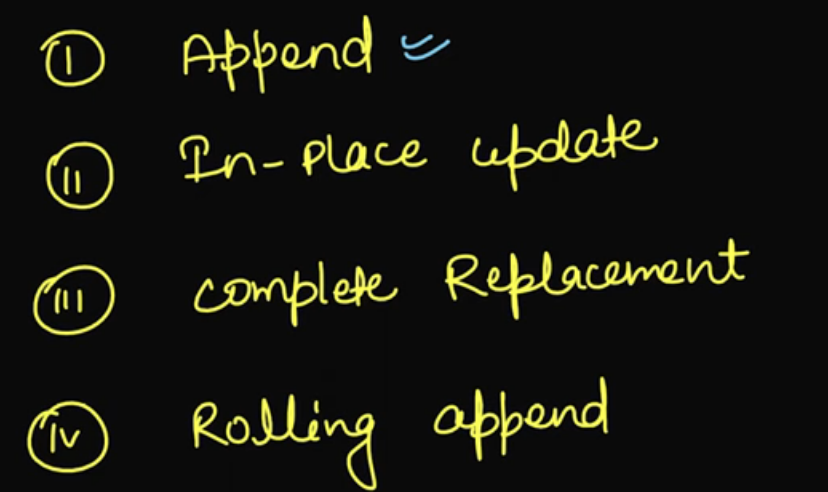 I Append
II In-Place update
III complete Replacement
IV Rolling append